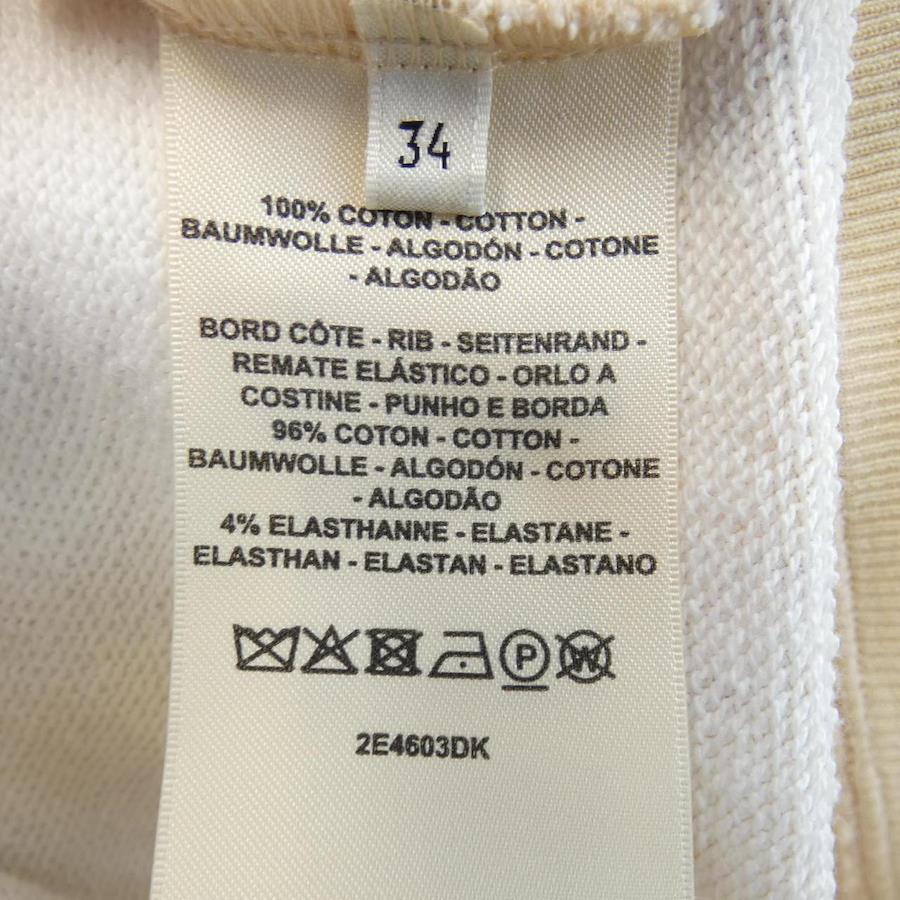 34
100% COTON - COTTON -
BAUMWOLLE - ALGODÓN - COTONE
- ALGODÃO
BORD CÔTE - RIB - SEITENRAND -
REMATE ELÁSTICO - ORLO A
COSTINE - PUNHO E BORDA
96% COTON - COTTON -
BAUMWOLLE - ALGODÓN - COTONE
- ALGODÃO
4% ELASTHANNE - ELASTANE -
ELASTHAN - ELASTAN - ELASTANO
P W
2E4603DK